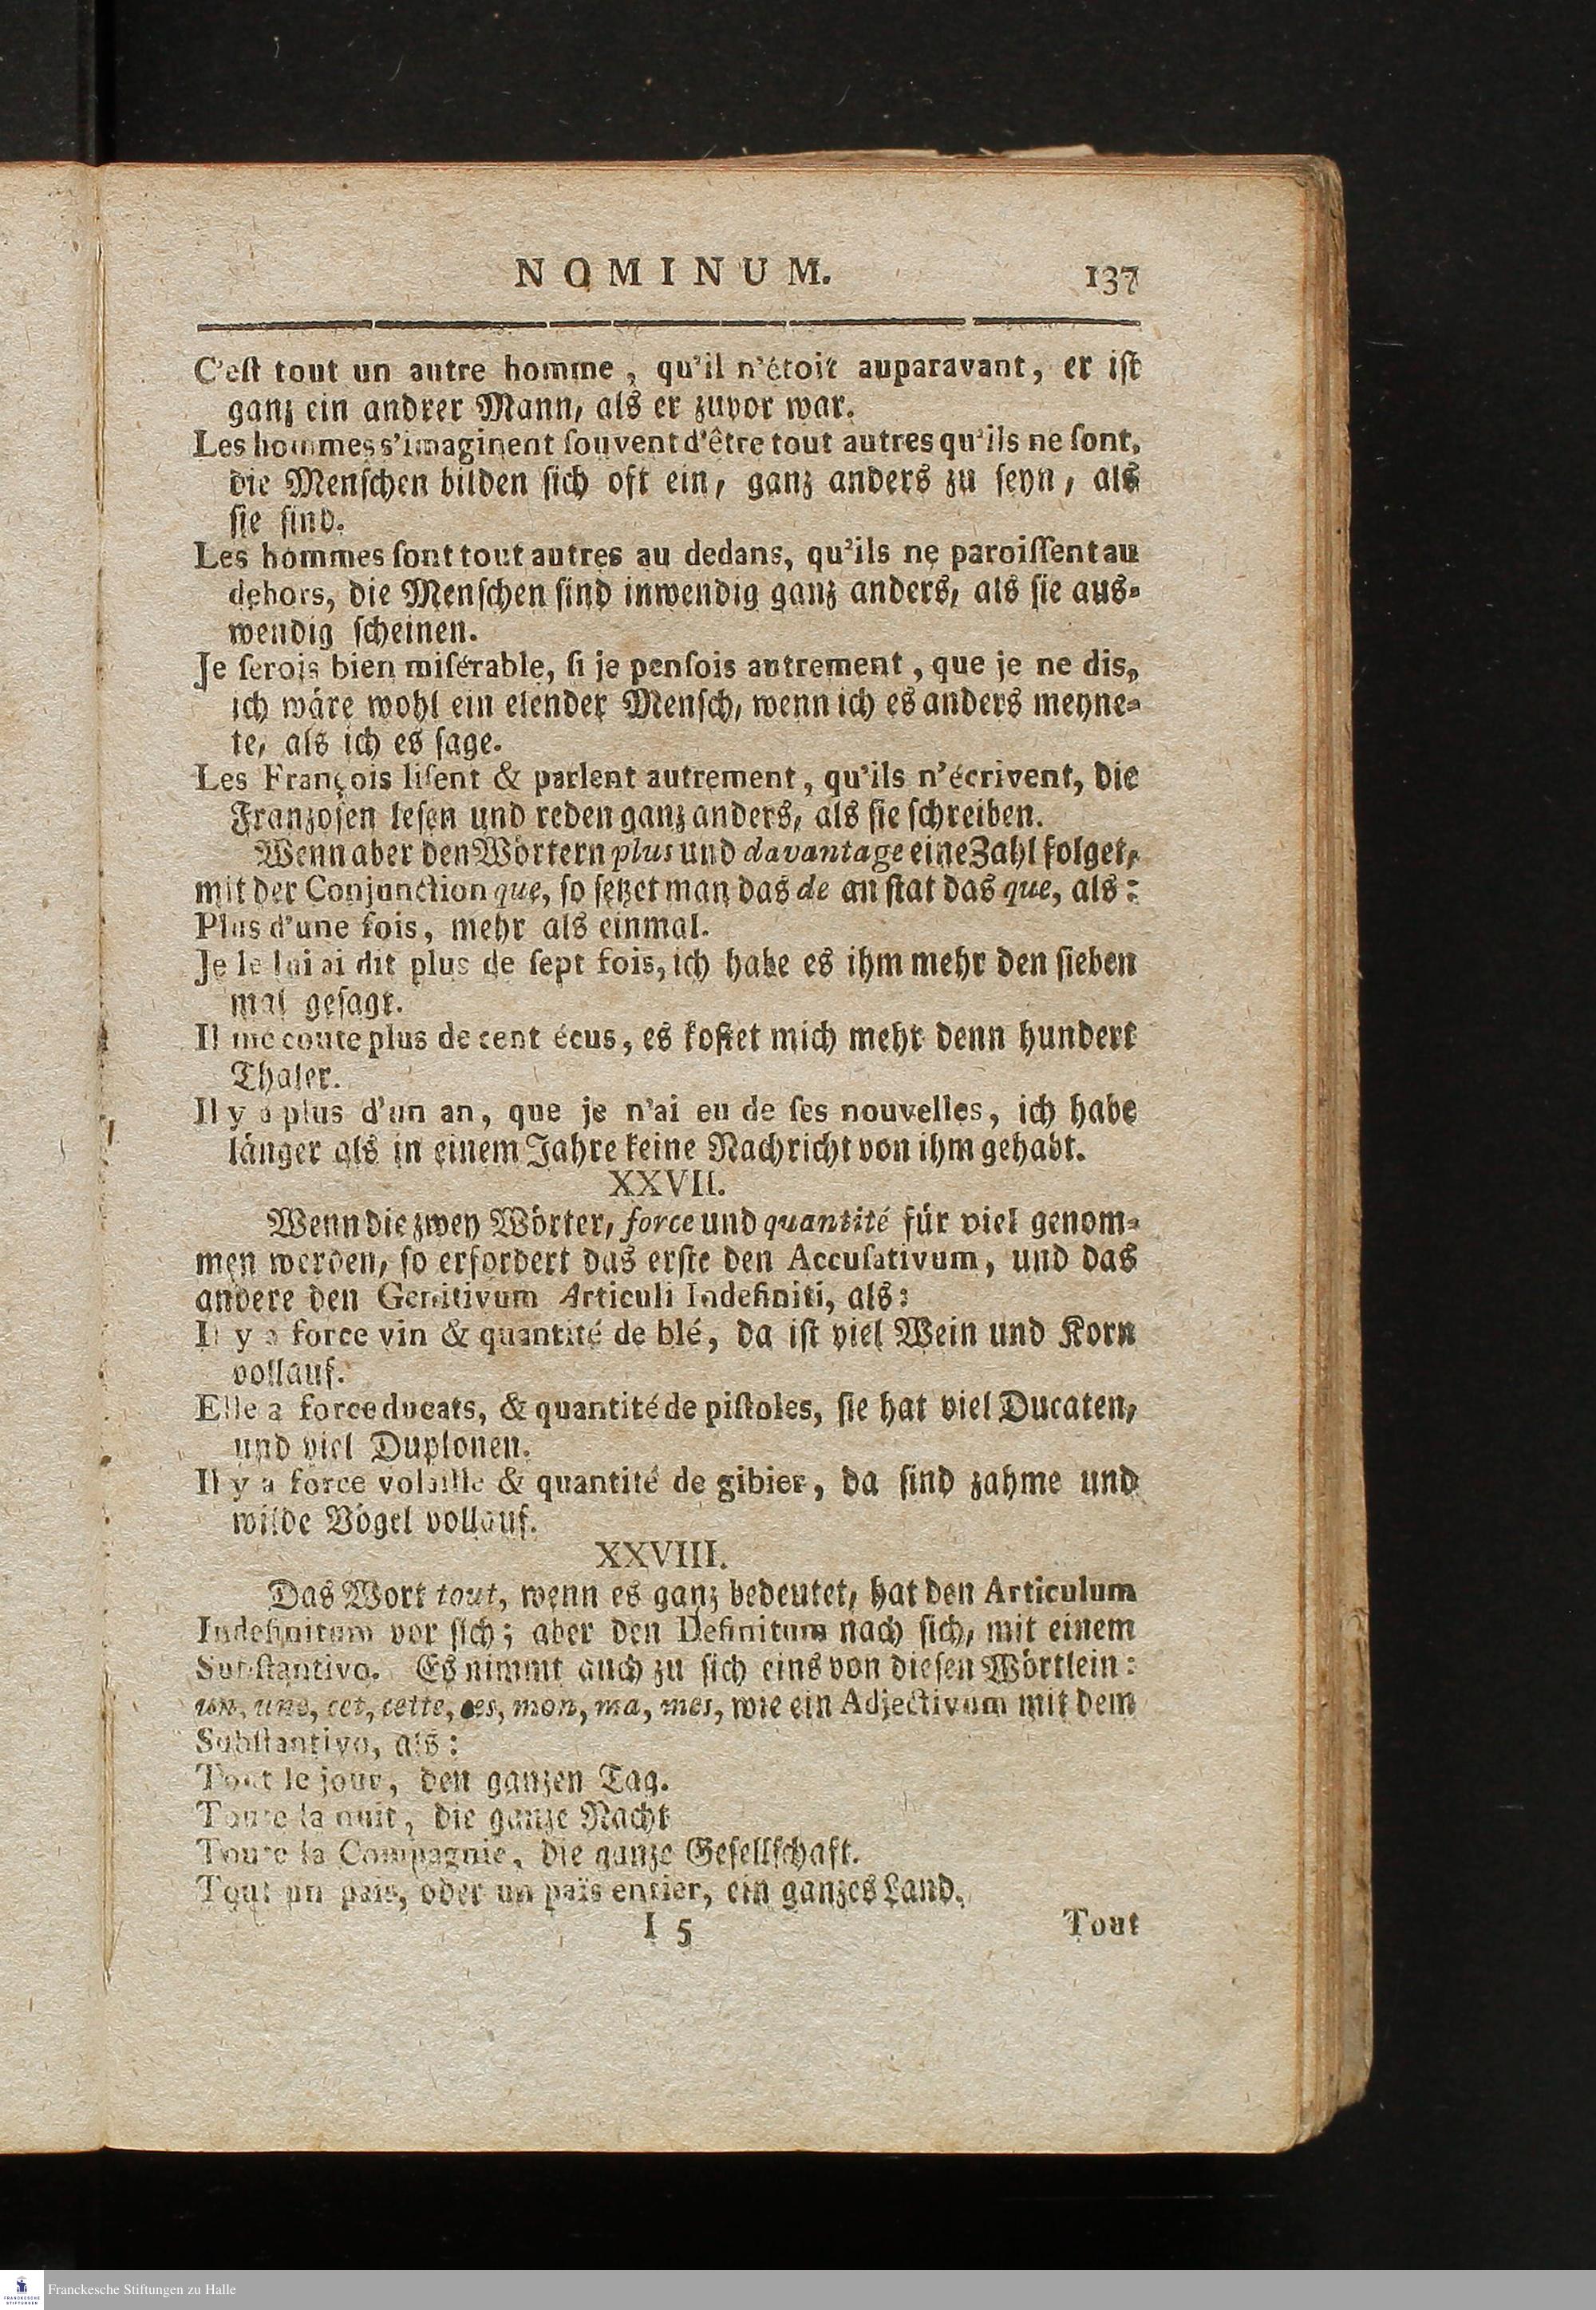 NOMINUM. 137
C'eſt tout un autre homme, qu'il n'étoit auparavant, er iſt
ganz ein andrer Mann, als er zuvor war.
Les hommes s'imaginent ſouvent d'être tout autres qu'ils ne ſont,
die Menſchen bilden ſich oft ein, ganz anders zu ſeyn, als
ſie ſind.
Les hommes ſont tout autres au dedans, qu'ils ne paroiſſent au
dehors, die Menſchen ſind inwendig ganz anders, als ſie aus-
wendig ſcheinen.
Je ſerois bien miſérable, ſi je penſois autrement, que je ne dis,
ich wäre wohl ein elender Menſch, wenn ich es anders meyne-
te, als ich es ſage.
Les François liſent & parlent autrement, qu'ils n'écrivent, die
Franzoſen leſen und reden ganz anders, als ſie ſchreiben.
Wenn aber den Wörtern plus und davantage eine Zahl folget,
mit der Conjunction que, ſo ſetzet man das de an ſtat das que, als:
Plus d'une fois, mehr als einmal.
Je le lui ai dit plus de ſept fois, ich habe es ihm mehr den ſieben
mal geſagt.
Il me coute plus de cent écus, es koſtet mich mehr denn hundert
Thaler.
Il y a plus d'un an, que je n'ai eu de ſes nouvelles, ich habe
länger als in einem Jahre keine Nachricht von ihm gehabt.
XXVII.
Wenn die zwey Wörter, force und quantité für viel genom-
men werden, ſo erfordert das erſte den Accuſativum, und das
andere den Genitivum Articuli Indefiniti, als:
Il y a force vin & quantité de blé, da iſt viel Wein und Korn
vollauf.
Elle a force ducats, & quantité de piſtoles, ſie hat viel Ducaten,
und viel Duplonen.
Il y a force volaille & quantité de gibier, da ſind zahme und
wilde Vögel vollauf.
XXVIII.
Das Wort tout, wenn es ganz bedeutet, hat den Articulum
Indefinitum vor ſich; aber den Definitum nach ſich, mit einem
Subſtantivo. Es nimmt auch zu ſich eins von dieſen Wörtlein:
un, une, cet, cette, ces, mon, ma, mes, wie ein Adjectivum mit dem
Subſtantivo, als:
Tout le jour, den ganzen Tag.
Toute la nuit, die ganze Nacht
Toute la Compagnie, die ganze Geſellſchaft.
Tout un païs, oder un païs entier, ein ganzes Land.
I 5 Tout
Franckesche Stiftungen zu Halle
FRANCKESCHE
STIFTUNGEN